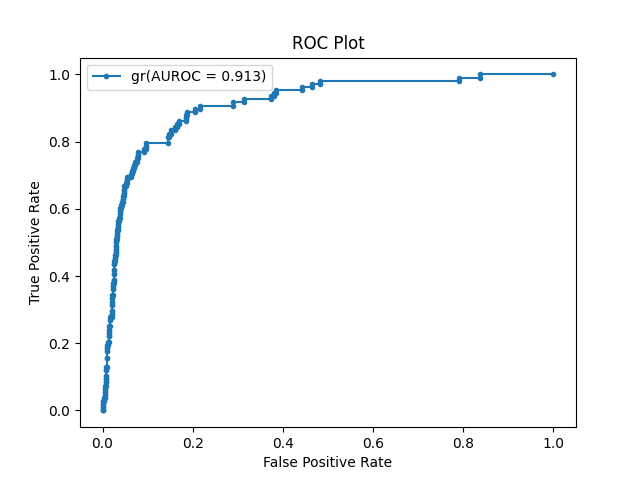 ROC Plot
gr(AUROC = 0.913)
1.0
0.8
0.6
0.4
0.2
0.0
True Positive Rate
0.0 0.2 0.4 0.6 0.8 1.0
False Positive Rate